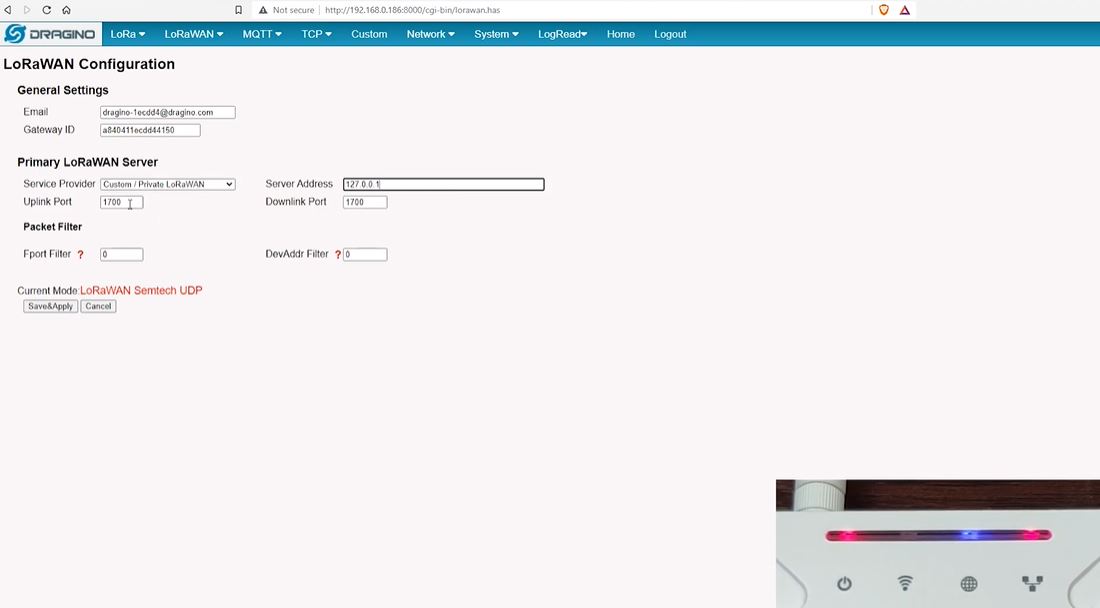 Not secure http://192.168.0.186:8000/cgi-bin/lorawan.has
DRAGINO LoRa LoRaWAN MQTT TCP Custom Network System LogRead Home Logout
LoRaWAN Configuration
General Settings
Email dragino-1ecdd4@dragino.com
Gateway ID a840411ecdd44150
Primary LoRaWAN Server
Service Provider Custom / Private LoRaWAN Server Address 127.0.0.1
Uplink Port 1700 Downlink Port 1700
Packet Filter
Fport Filter ? 0 DevAddr Filter ? 0
Current Mode:LoRaWAN Semtech UDP
Save&Apply Cancel